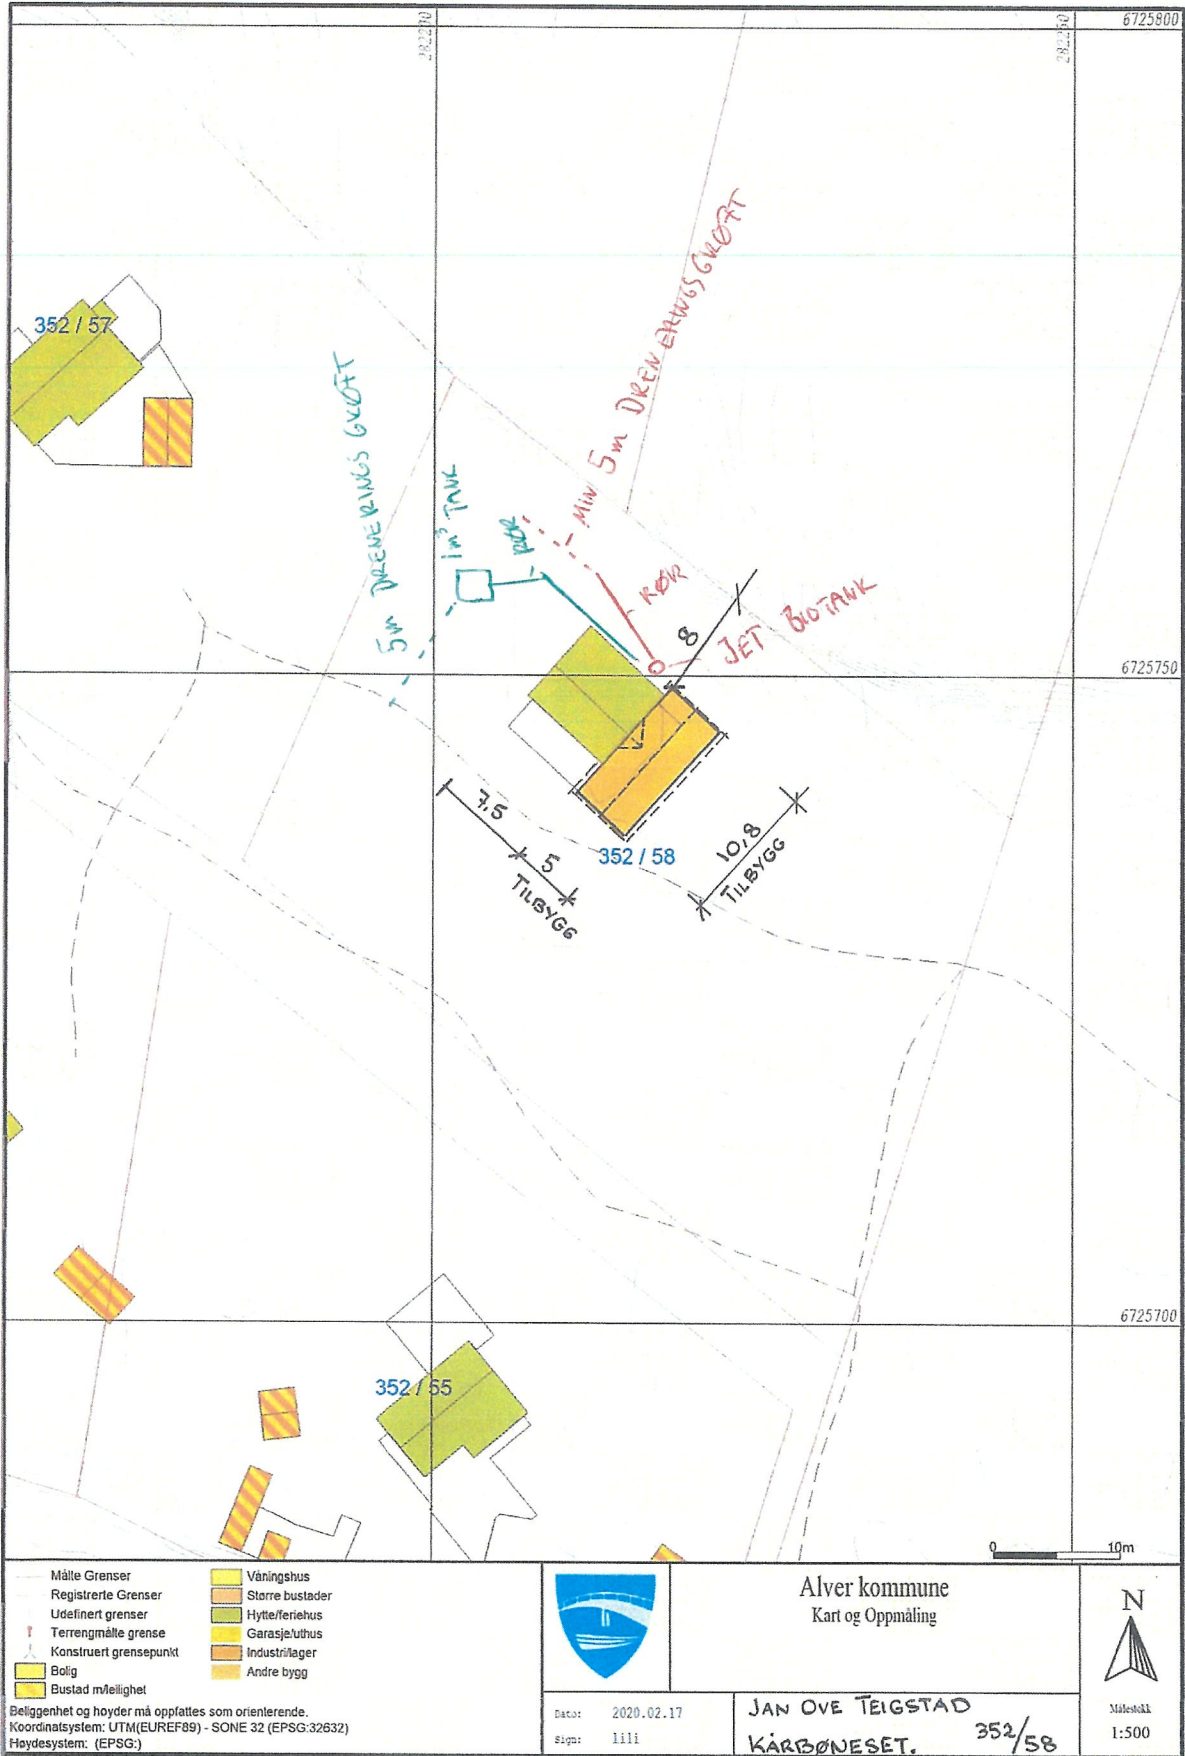 6725800
282200
282250
352 / 57
5m DRENERINGS GRØFT
1m³ TANK
RØR
MIN 5m DRENERINGSGRØFT
RØR
JET BIOTANK
8
6725750
7,5
5
TILBYGG
352 / 58
10,8
TILBYGG
6725700
352 / 55
0 10m
Målte Grenser
Registrerte Grenser
Udefinert grenser
Terrengmålte grense
Konstruert grensepunkt
Bolig
Bustad m/leilighet
Våningshus
Større bustader
Hytte/feriehus
Garasje/uthus
Industri/lager
Andre bygg
Beliggenhet og høyder må oppfattes som orienterende.
Koordinatsystem: UTM(EUREF89) - SONE 32 (EPSG:32632)
Høydesystem: (EPSG:)
Alver kommune
Kart og Oppmåling
Dato: 2020.02.17
Sign: lili
JAN OVE TEIGSTAD
KÅRBØNESET. 352/58
N
Målestokk
1:500